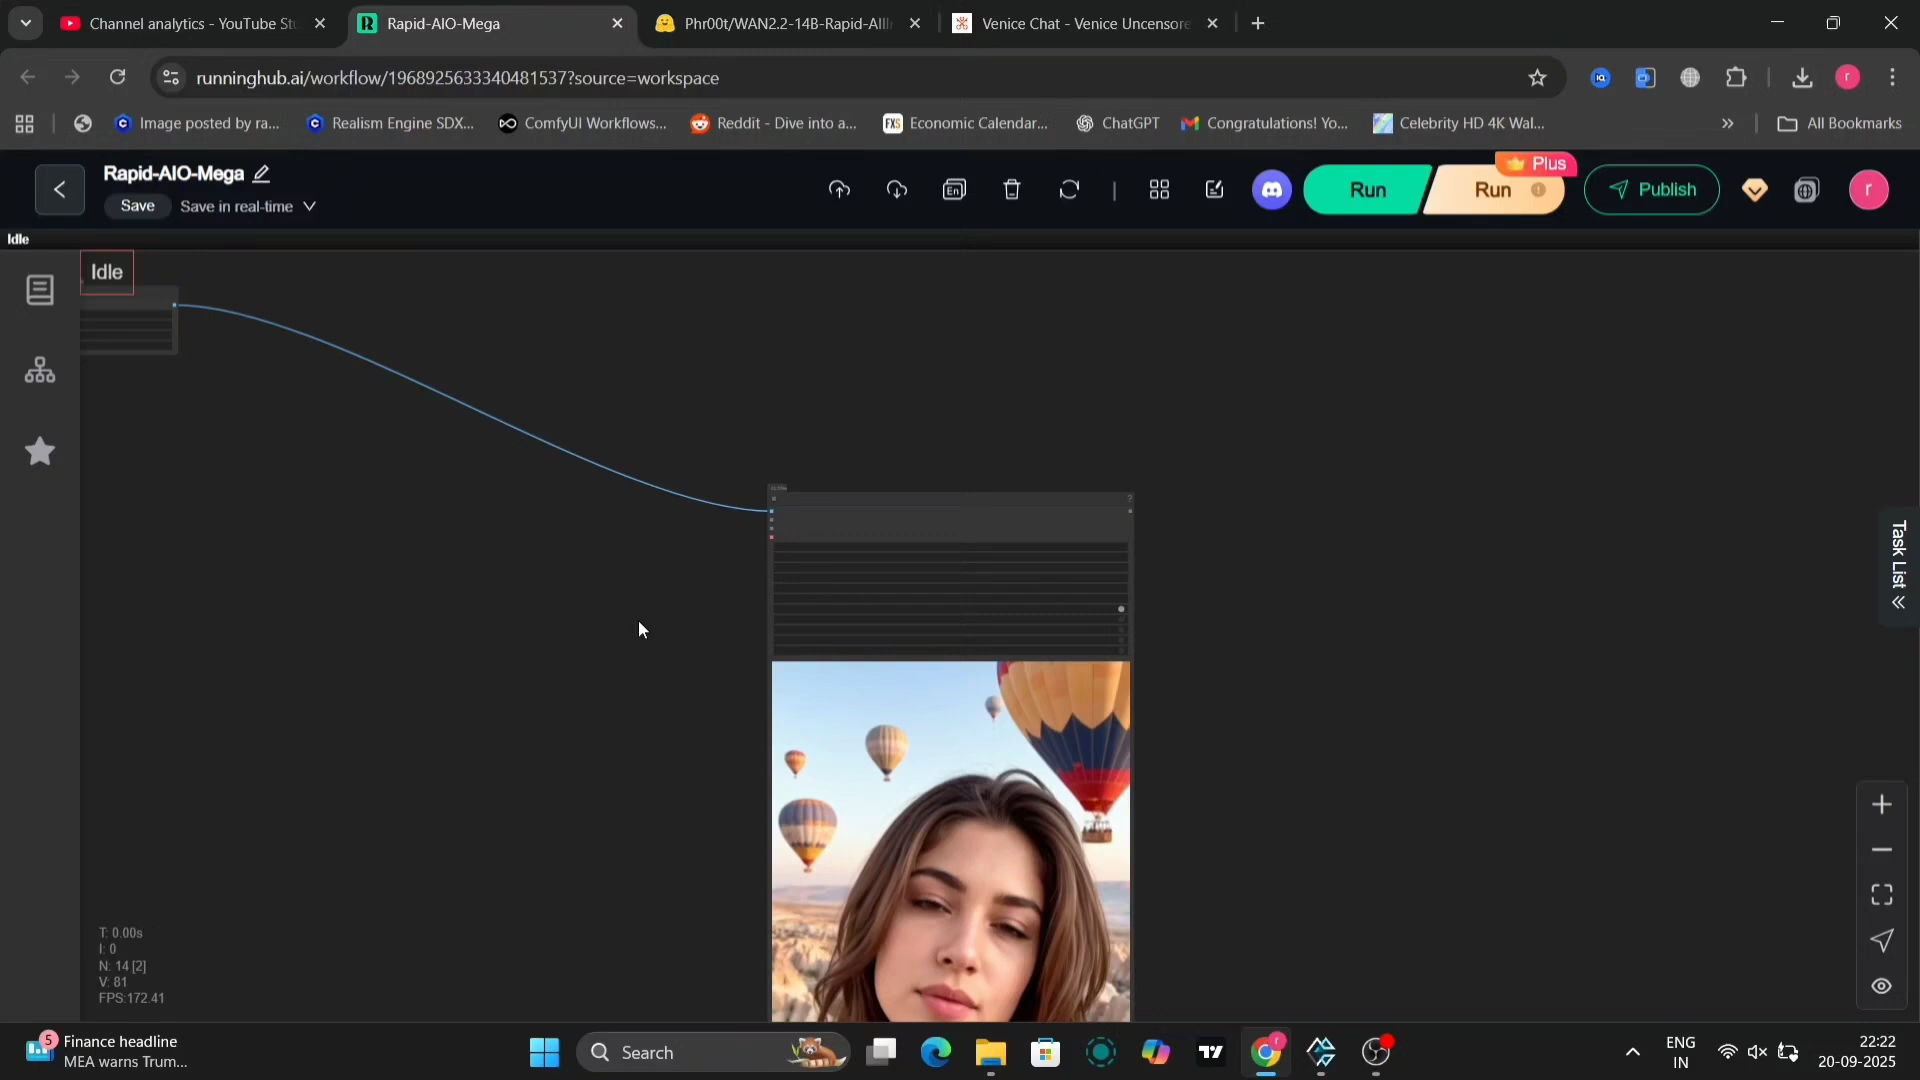 Channel analytics - YouTube St
Rapid-AIO-Mega
Phr00t/WAN2.2-14B-Rapid-AllI
Venice Chat - Venice Uncensore
runninghub.ai/workflow/1968925633340481537?source=workspace
Image posted by ra...
Realism Engine SDX...
ComfyUI Workflows...
Reddit - Dive into a...
Economic Calendar...
ChatGPT
Congratulations! Yo...
Celebrity HD 4K Wal...
All Bookmarks
Rapid-AIO-Mega
Save
Save in real-time
En
Run
Run
Plus
Publish
r
Idle
Idle
Task List
T: 0.00s
I: 0
N: 14 [2]
V: 81
FPS:172.41
5
Finance headline
MEA warns Trum...
Search
ENG
IN
22:22
20-09-2025